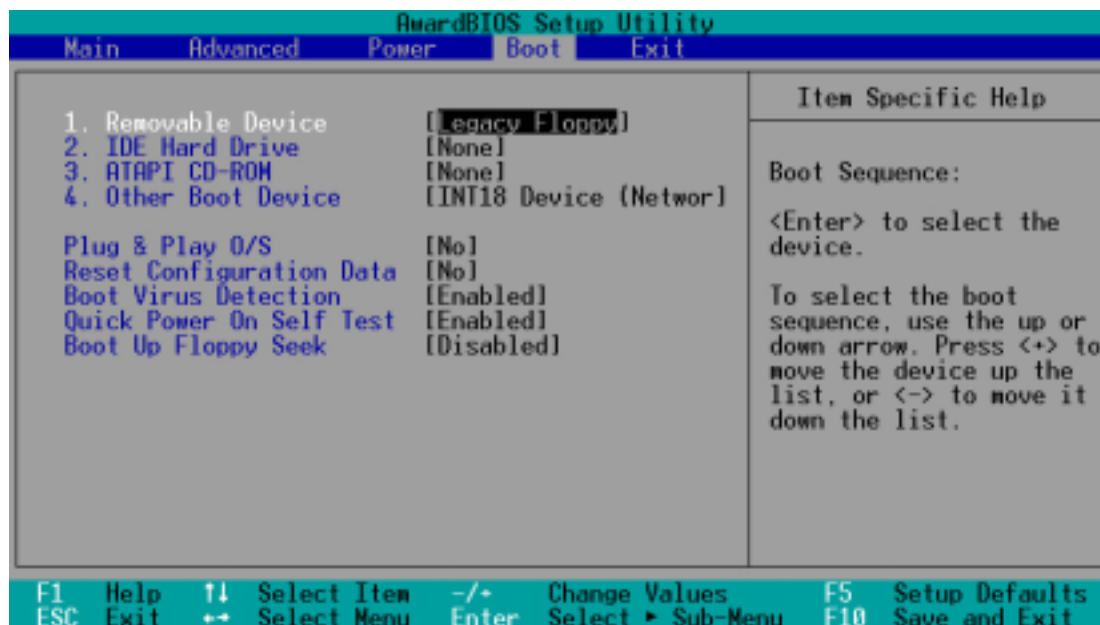 AwardBIOS Setup Utility
Main Advanced Power Boot Exit
Item Specific Help
1. Removable Device [Legacy Floppy]
2. IDE Hard Drive [None]
3. ATAPI CD-ROM [None]
4. Other Boot Device [INT18 Device (Networ]
Plug & Play O/S [No]
Reset Configuration Data [No]
Boot Virus Detection [Enabled]
Quick Power On Self Test [Enabled]
Boot Up Floppy Seek [Disabled]
Boot Sequence:
<Enter> to select the
device.
To select the boot
sequence, use the up or
down arrow. Press <+> to
move the device up the
list, or <-> to move it
down the list.
F1 Help ↑↓ Select Item -/+ Change Values F5 Setup Defaults
ESC Exit ←→ Select Menu Enter Select ► Sub-Menu F10 Save and Exit